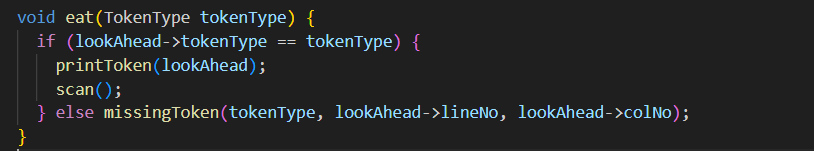 void eat(TokenType tokenType) {
  if (lookAhead->tokenType == tokenType) {
    printToken(lookAhead);
    scan();
  } else missingToken(tokenType, lookAhead->lineNo, lookAhead->colNo);
}